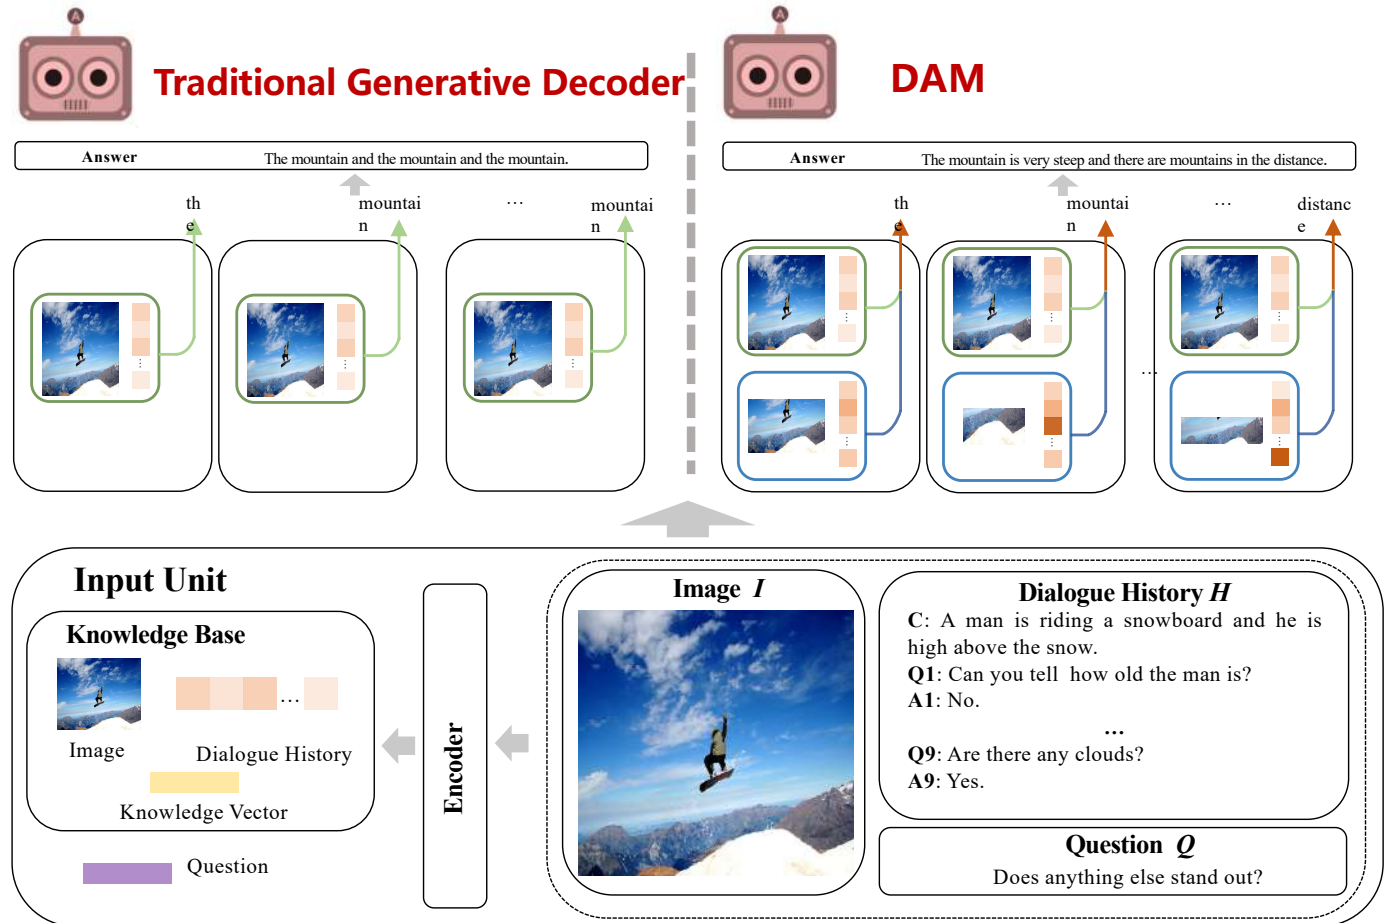 A
Traditional Generative Decoder
Answer The mountain and the mountain and the mountain.
th
e
mountai
n
...
mountai
n
...
...
...
A
DAM
Answer The mountain is very steep and there are mountains in the distance.
th
e
mountai
n
...
distanc
e
...
...
...
...
...
...
...
Input Unit
Knowledge Base
...
Image
Dialogue History
Knowledge Vector
Question
Encoder
Image I
Dialogue History H
C: A man is riding a snowboard and he is
high above the snow.
Q1: Can you tell how old the man is?
A1: No.
...
Q9: Are there any clouds?
A9: Yes.
Question Q
Does anything else stand out?